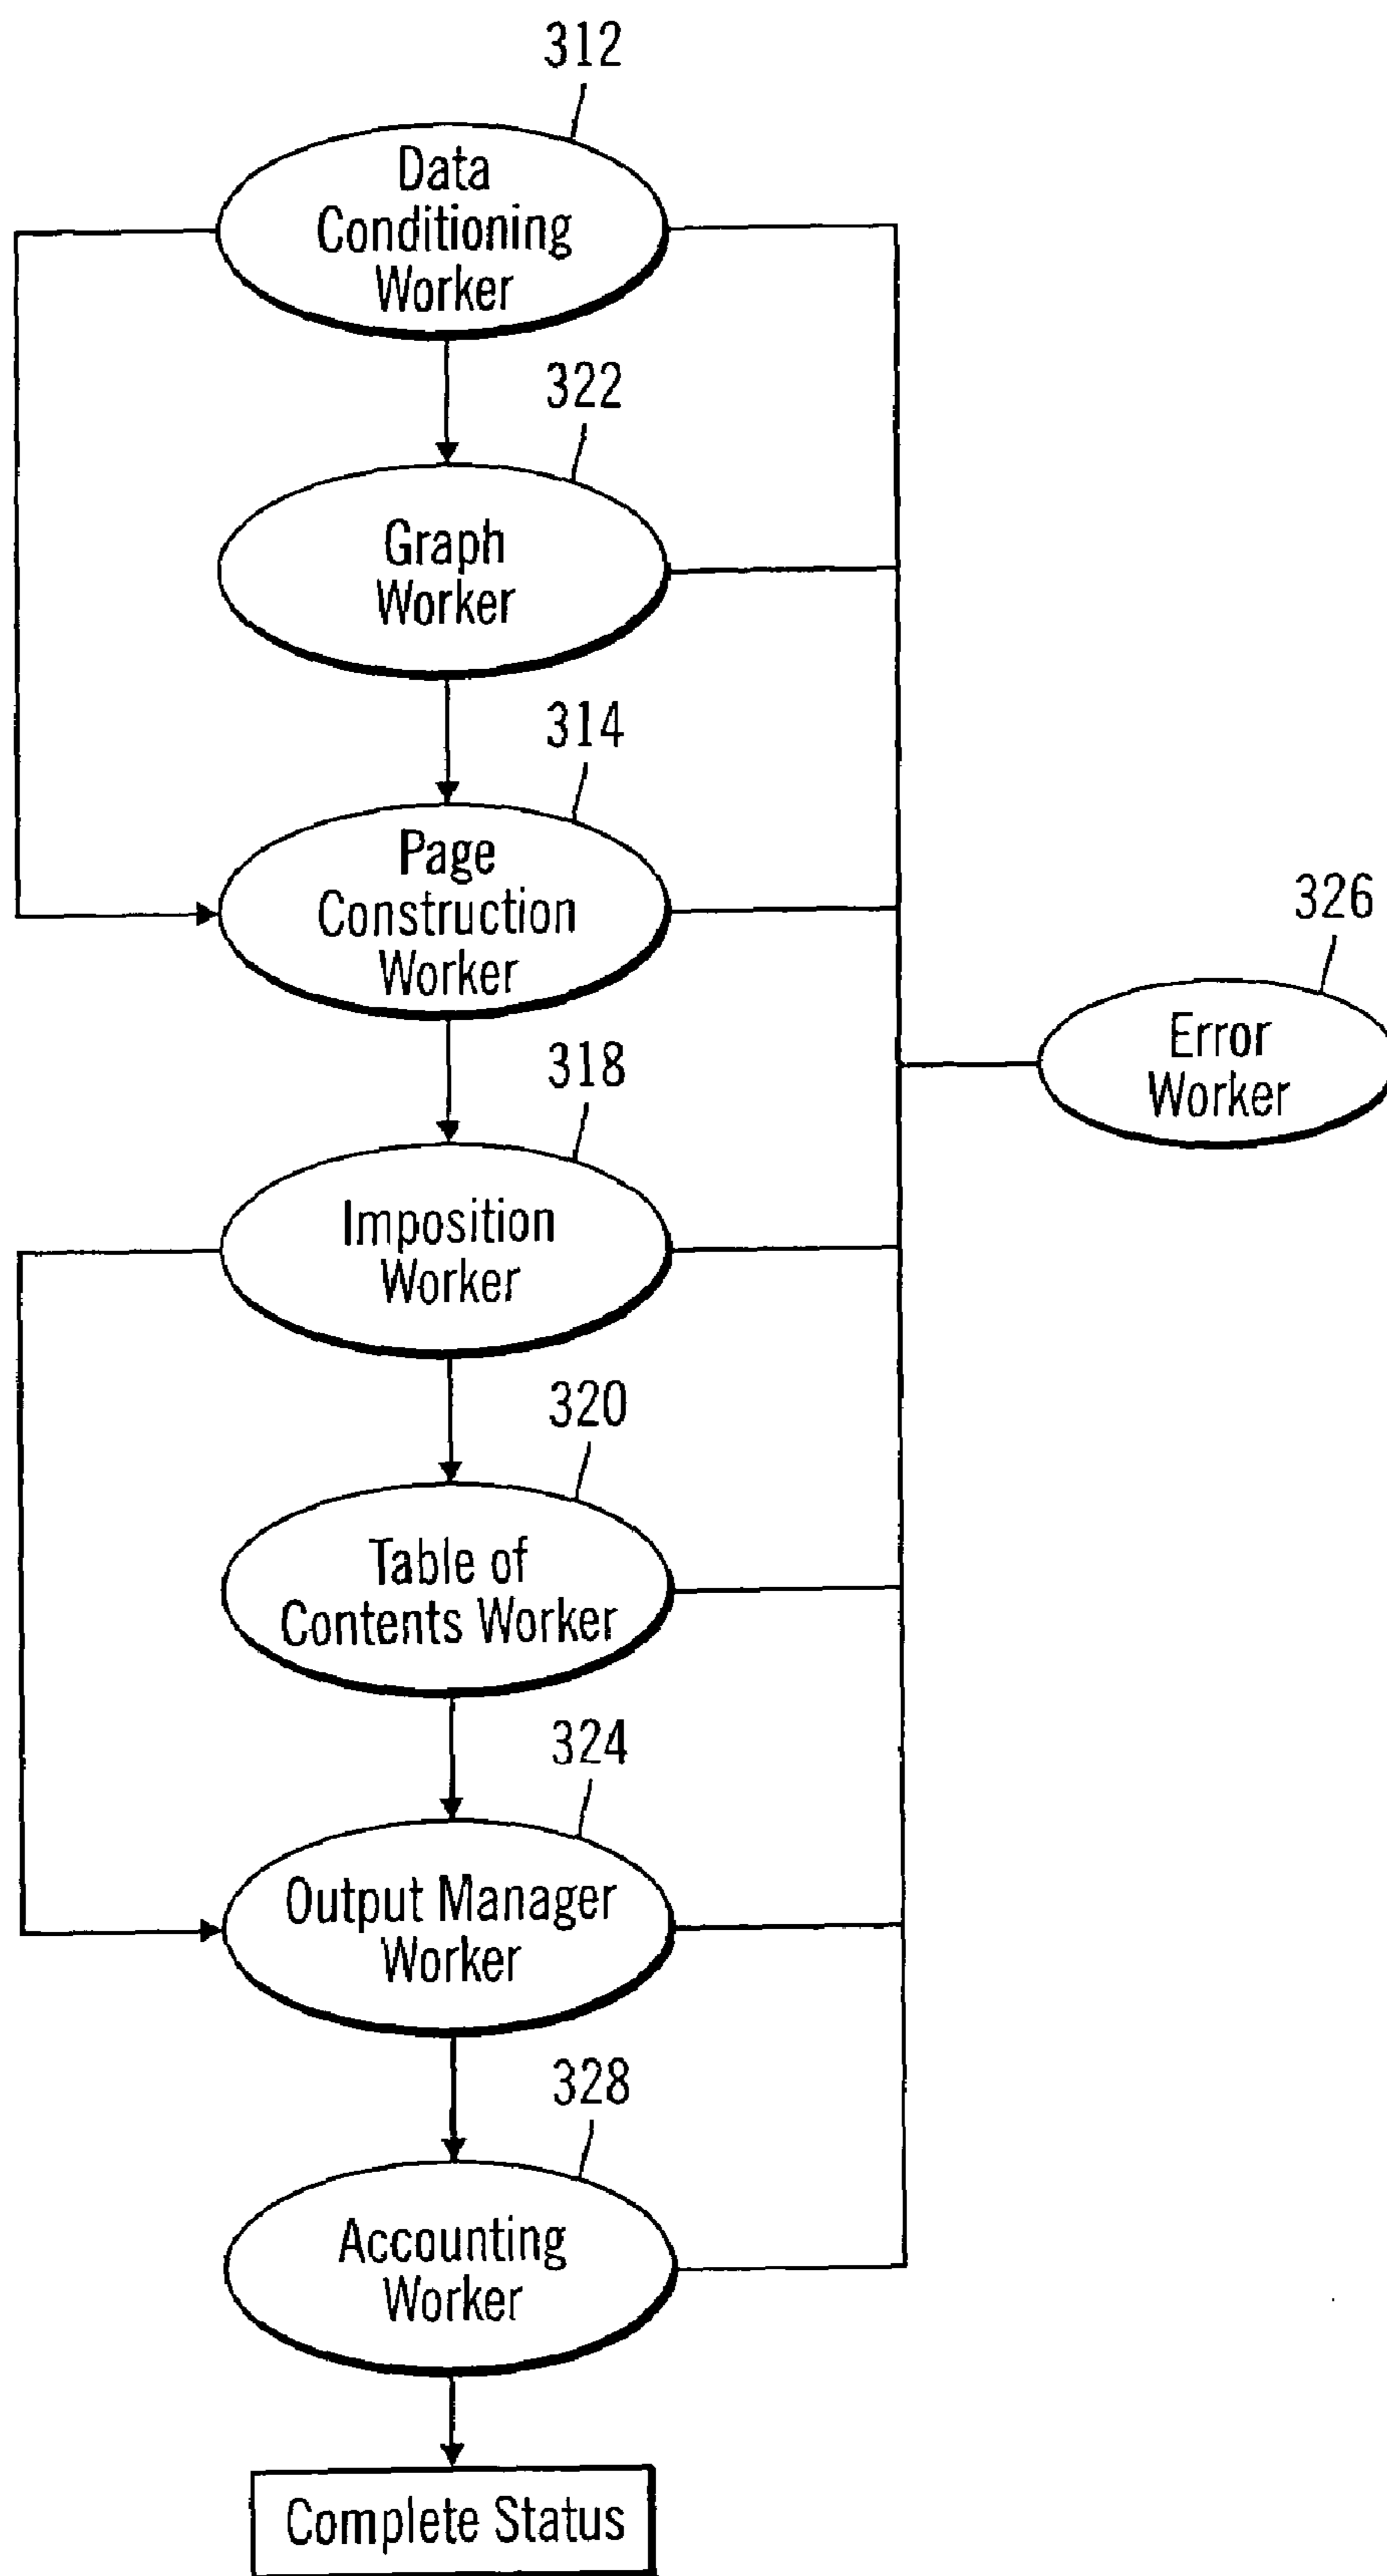 312
Data
Conditioning
Worker
322
Graph
Worker
314
Page
Construction
Worker
326
Error
Worker
318
Imposition
Worker
320
Table of
Contents Worker
324
Output Manager
Worker
328
Accounting
Worker
Complete Status